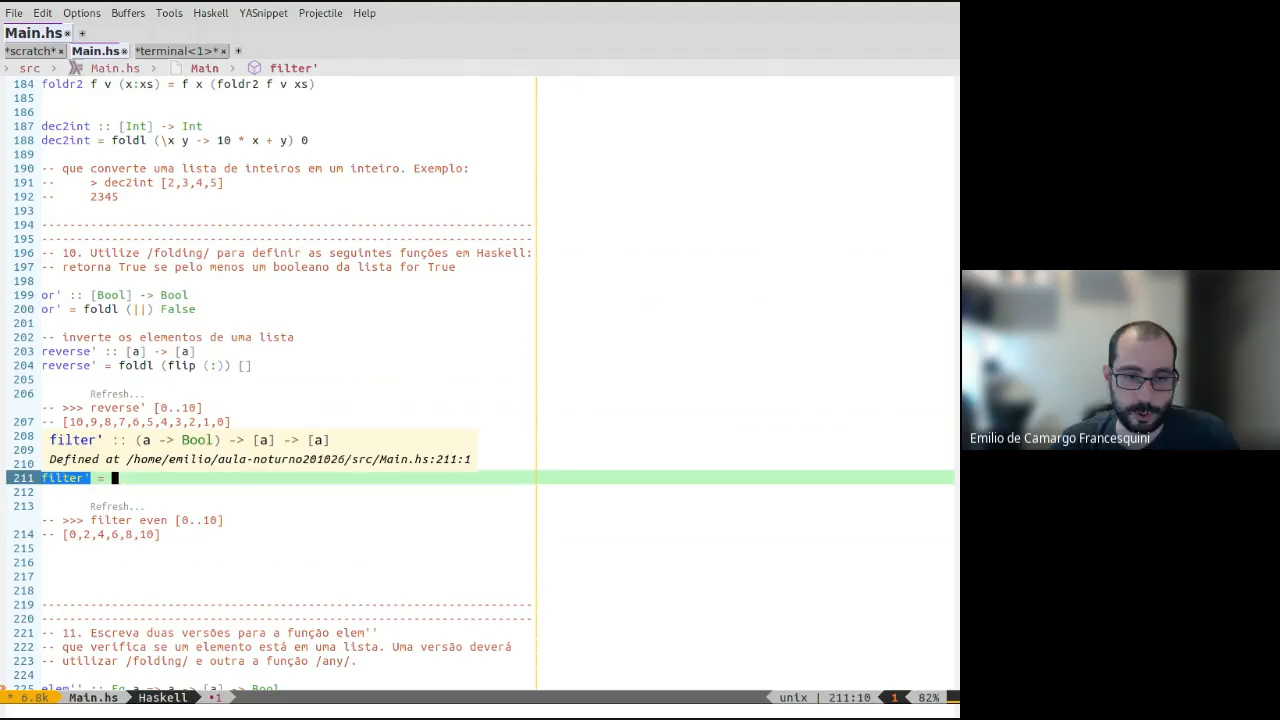 File Edit Options Buffers Tools Haskell YASnippet Projectile Help
Main.hs
*scratch* Main.hs *terminal<1>*
src Main.hs Main filter'
184 foldr2 f v (x:xs) = f x (foldr2 f v xs)
185
186
187 dec2int :: [Int] -> Int
188 dec2int = foldl (\x y -> 10 * x + y) 0
189
190 -- que converte uma lista de inteiros em um inteiro. Exemplo:
191 --     > dec2int [2,3,4,5]
192 --     2345
193
194 ----------------------------------------------------------------------
195 ----------------------------------------------------------------------
196 -- 10. Utilize /folding/ para definir as seguintes funções em Haskell:
197 -- retorna True se pelo menos um booleano da lista for True
198
199 or' :: [Bool] -> Bool
200 or' = foldl (||) False
201
202 -- inverte os elementos de uma lista
203 reverse' :: [a] -> [a]
204 reverse' = foldl (flip (:)) []
205
206 Refresh...
-- >>> reverse' [0..10]
207 -- [10,9,8,7,6,5,4,3,2,1,0]
208 filter' :: (a -> Bool) -> [a] -> [a]
209 Defined at /home/emilio/aula-noturno201026/src/Main.hs:211:1
210
211 filter' =
212
213 Refresh...
-- >>> filter even [0..10]
214 -- [0,2,4,6,8,10]
215
216
217
218
219 ----------------------------------------------------------------------
220 ----------------------------------------------------------------------
221 -- 11. Escreva duas versões para a função elem''
222 -- que verifica se um elemento está em uma lista. Uma versão deverá
223 -- utilizar /folding/ e outra a função /any/.
224
225 elem'' :: Eq a => a -> [a] -> Bool
* 6.8k Main.hs Haskell •1 unix | 211:10 1 82%
Emilio de Camargo Francesquini